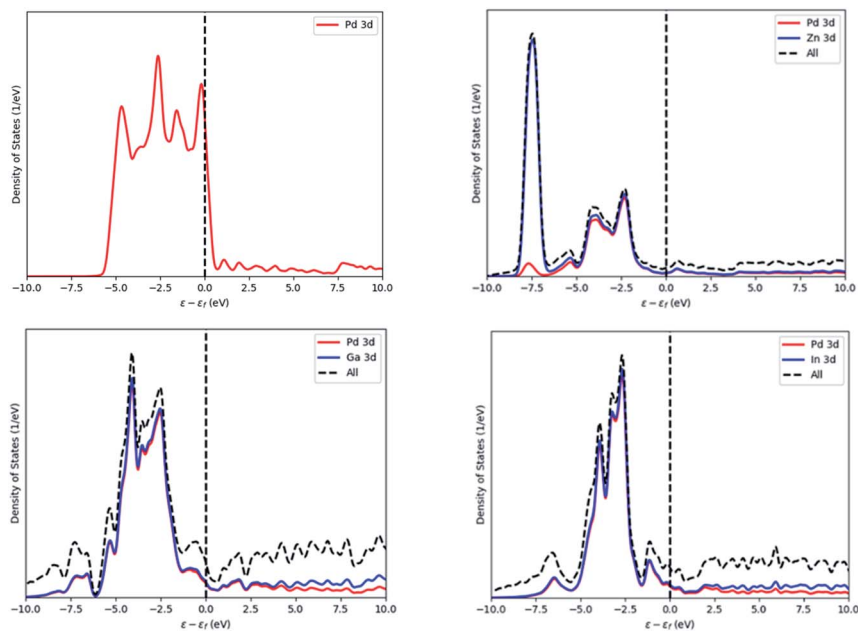 Pd 3d
Density of States (1/eV)
−10.0 −7.5 −5.0 −2.5 0.0 2.5 5.0 7.5 10.0
ε − εf (eV)
Pd 3d
Zn 3d
All
Density of States (1/eV)
−10.0 −7.5 −5.0 −2.5 0.0 2.5 5.0 7.5 10.0
ε − εf (eV)
Pd 3d
Ga 3d
All
Density of States (1/eV)
−10.0 −7.5 −5.0 −2.5 0.0 2.5 5.0 7.5 10.0
ε − εf (eV)
Pd 3d
In 3d
All
Density of States (1/eV)
−10.0 −7.5 −5.0 −2.5 0.0 2.5 5.0 7.5 10.0
ε − εf (eV)